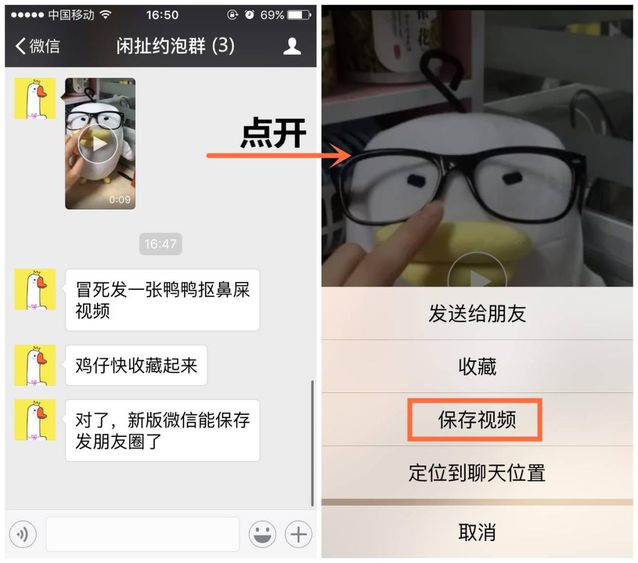 中国移动
16:50
69%
微信
闲扯约泡群 (3)
0:09
点开
16:47
冒死发一张鸭鸭抠鼻屎
视频
鸡仔快收藏起来
对了，新版微信能保存
发朋友圈了
银花
发送给朋友
收藏
保存视频
定位到聊天位置
取消